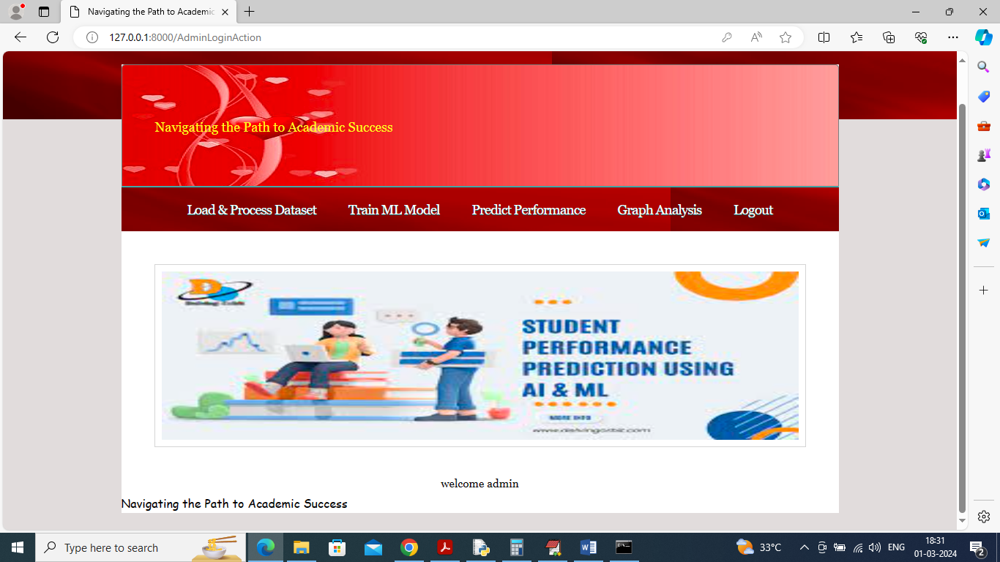 Navigating the Path to Academic
127.0.0.1:8000/AdminLoginAction
Navigating the Path to Academic Success
Load & Process Dataset Train ML Model Predict Performance Graph Analysis Logout
STUDENT
PERFORMANCE
PREDICTION USING
AI & ML
MORE INFO
welcome admin
Navigating the Path to Academic Success
Type here to search
33°C
ENG
18:31
01-03-2024
2